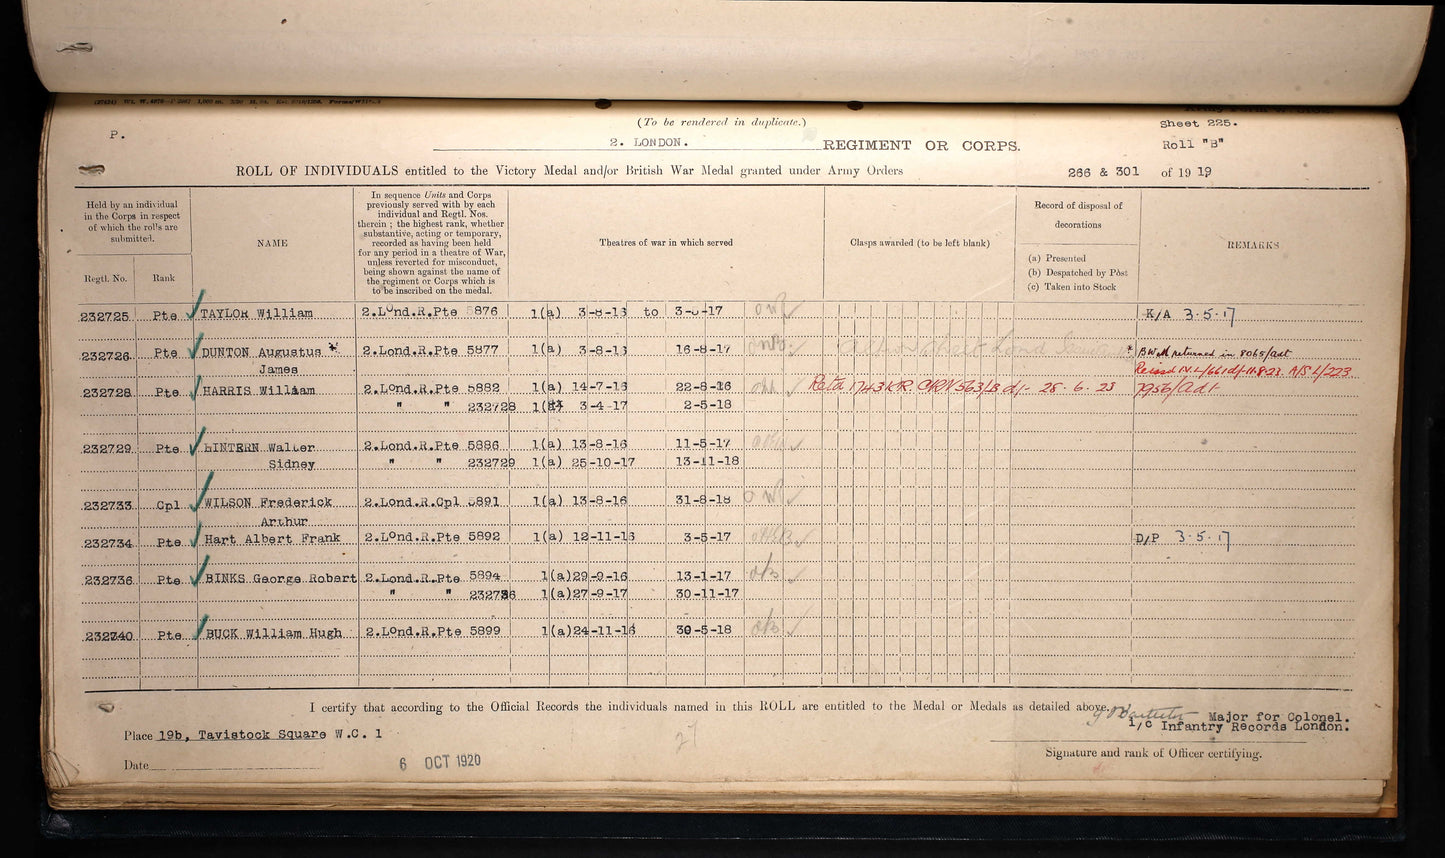 (To be rendered in duplicate.)
Sheet 225.
P.
2. LONDON. REGIMENT OR CORPS.
Roll "B"
ROLL OF INDIVIDUALS entitled to the Victory Medal and/or British War Medal granted under Army Orders 266 & 301 of 19 19
Held by an individual
in the Corps in respect
of which the rolls are
submitted.
Regtl. No. Rank
NAME
In sequence Units and Corps
previously served with by each
individual and Regtl. Nos.
therein ; the highest rank, whether
substantive, acting or temporary,
recorded as having been held
for any period in a theatre of War,
unless reverted for misconduct,
being shown against the name of
the regiment or Corps which is
to be inscribed on the medal.
Theatres of war in which served
Clasps awarded (to be left blank)
Record of disposal of
decorations
(a) Presented
(b) Despatched by Post
(c) Taken into Stock
REMARKS
232725 Pte TAYLOR William 2.Lond.R.Pte 5876 1(a) to K/A 3.5.17
232726 Pte DUNTON Augustus * 2.Lond.R.Pte 5877 1(a) 16-8-17 * BWM returned in 8065/adt
James
232728 Pte HARRIS William 2.Lond.R.Pte 5882 1(a) 14-7-16 22-8-16 25.6.23 7956/adt
" " 232728 3-4-17 2-5-18
232729 Pte Walter 2.Lond.R.Pte 5886 1(a) 13-8-16 11-5-17
Sidney " " 232729 1(a) 25-10-17 13-11-18
232733 Cpl WILSON Frederick 2.Lond.R.Cpl 5891 1(a) 13-8-16 31-8-18
Arthur
232734 Pte Hart Albert Frank 2.Lond.R.Pte 5892 1(a) 12-11-16 3-5-17 D/P 3.5.17
232736 Pte BINKS George Robert 2.Lond.R.Pte 5894 1(a)29-9-16 13-1-17
" " 232736 1(a)27-9-17 30-11-17
232740 Pte BUCK William Hugh 2.Lond.R.Pte 5899 1(a)24-11-16 30-5-18
I certify that according to the Official Records the individuals named in this ROLL are entitled to the Medal or Medals as detailed above.
Major for Colonel.
i/c Infantry Records London.
Place 19b, Tavistock Square W.C. 1
27
Signature and rank of Officer certifying.
Date 6 OCT 1920